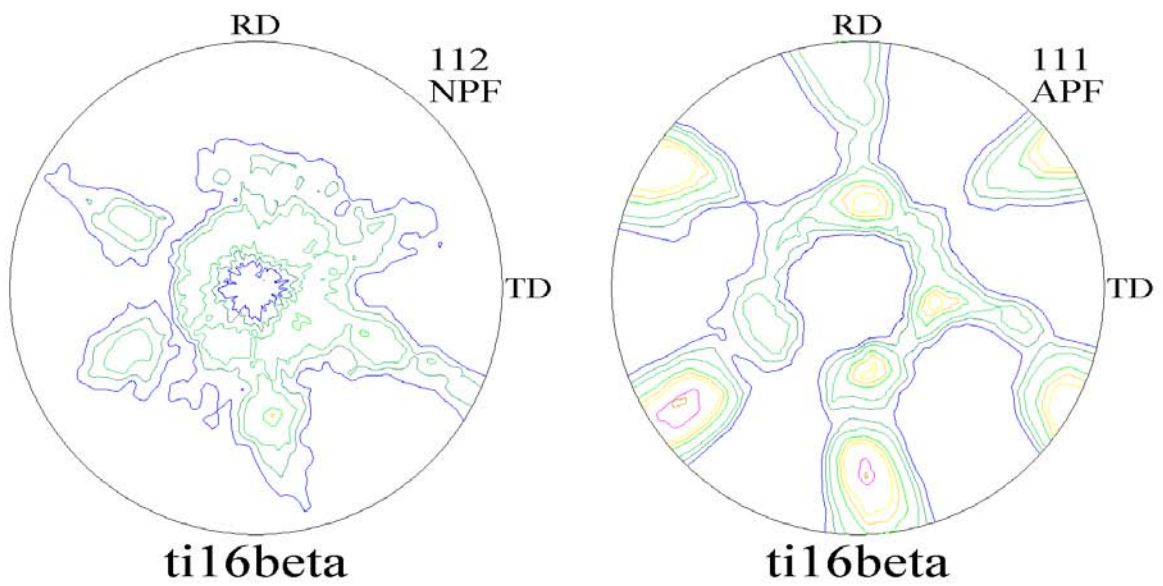 RD
112
NPF
TD
ti16beta
RD
111
APF
TD
ti16beta